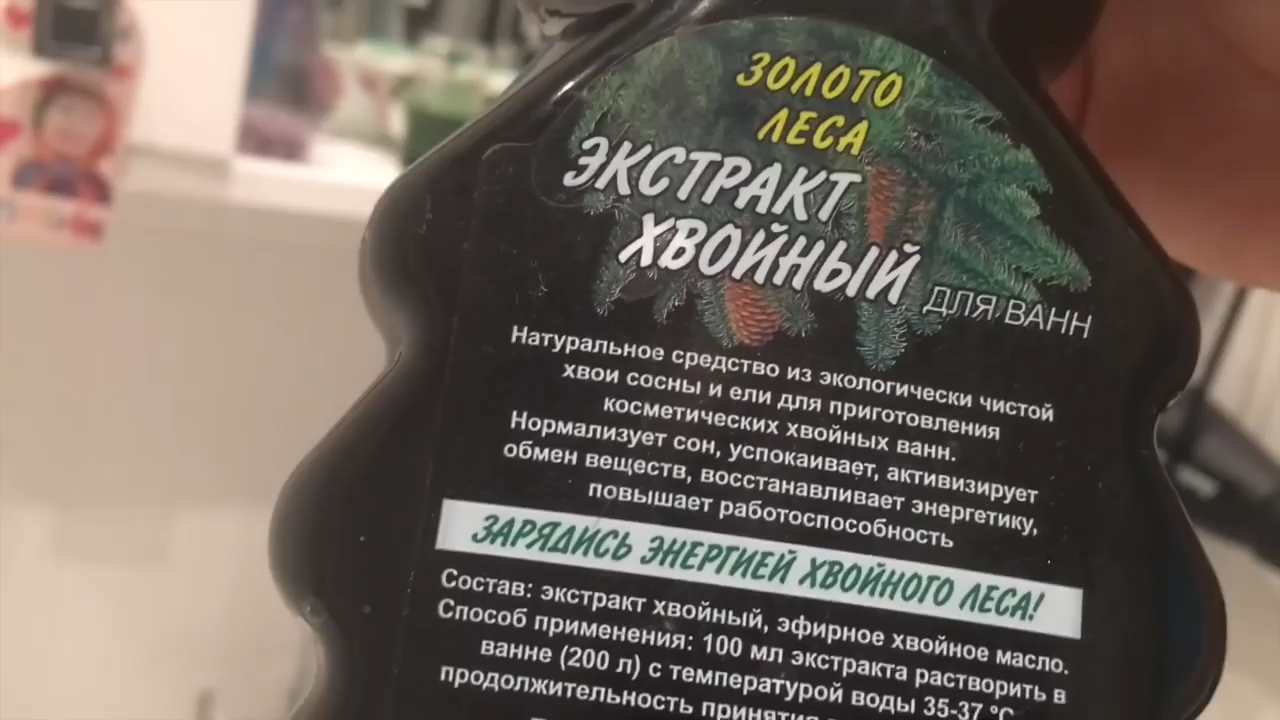 ЗОЛОТО
ЛЕСА
ЭКСТРАКТ
ХВОЙНЫЙ
ДЛЯ ВАНН
Натуральное средство из экологически чистой
хвои сосны и ели для приготовления
косметических хвойных ванн.
Нормализует сон, успокаивает, активизирует
обмен веществ, восстанавливает энергетику,
повышает работоспособность
ЗАРЯДИСЬ ЭНЕРГИЕЙ ХВОЙНОГО ЛЕСА!
Состав: экстракт хвойный, эфирное хвойное масло.
Способ применения: 100 мл экстракта растворить в
ванне (200 л) с температурой воды 35-37 °С
продолжительность принятия